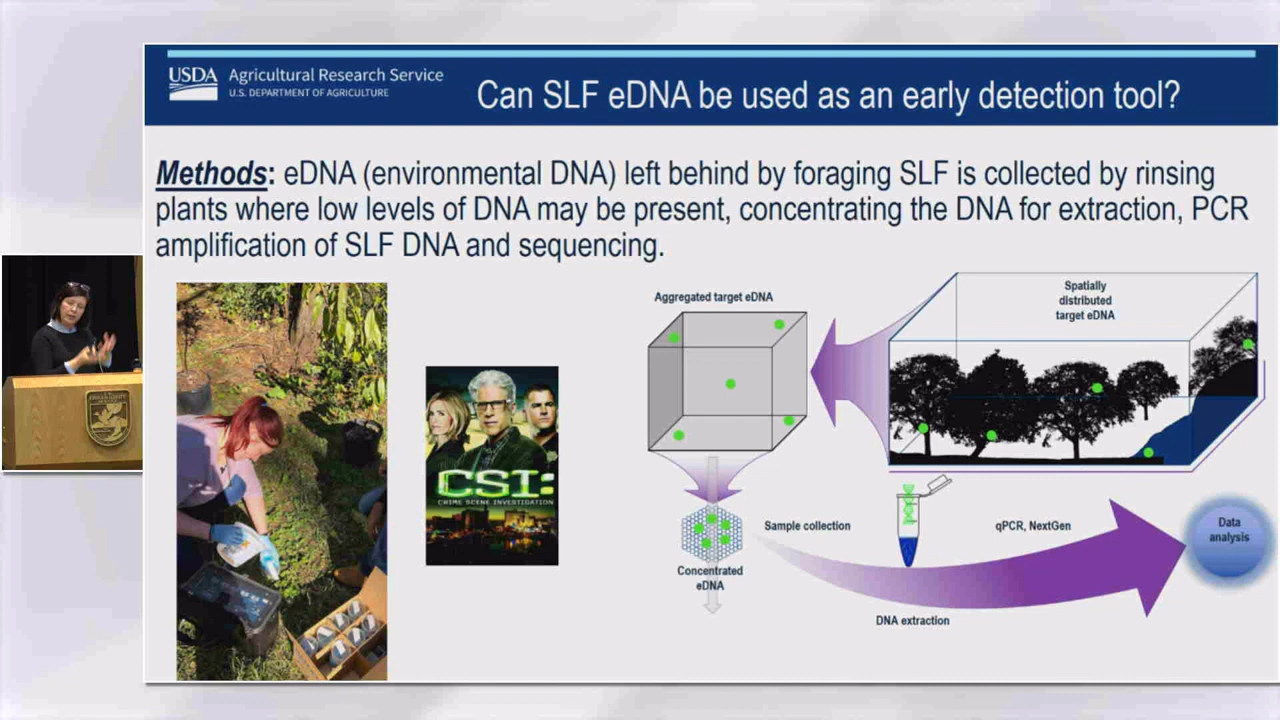 USDA
Agricultural Research Service
U.S. DEPARTMENT OF AGRICULTURE
Can SLF eDNA be used as an early detection tool?
Methods: eDNA (environmental DNA) left behind by foraging SLF is collected by rinsing
plants where low levels of DNA may be present, concentrating the DNA for extraction, PCR
amplification of SLF DNA and sequencing.
CSI:
CRIME SCENE INVESTIGATION
Aggregated target eDNA
Spatially
distributed
target eDNA
Concentrated
eDNA
Sample collection
DNA extraction
qPCR, NextGen
Data
analysis